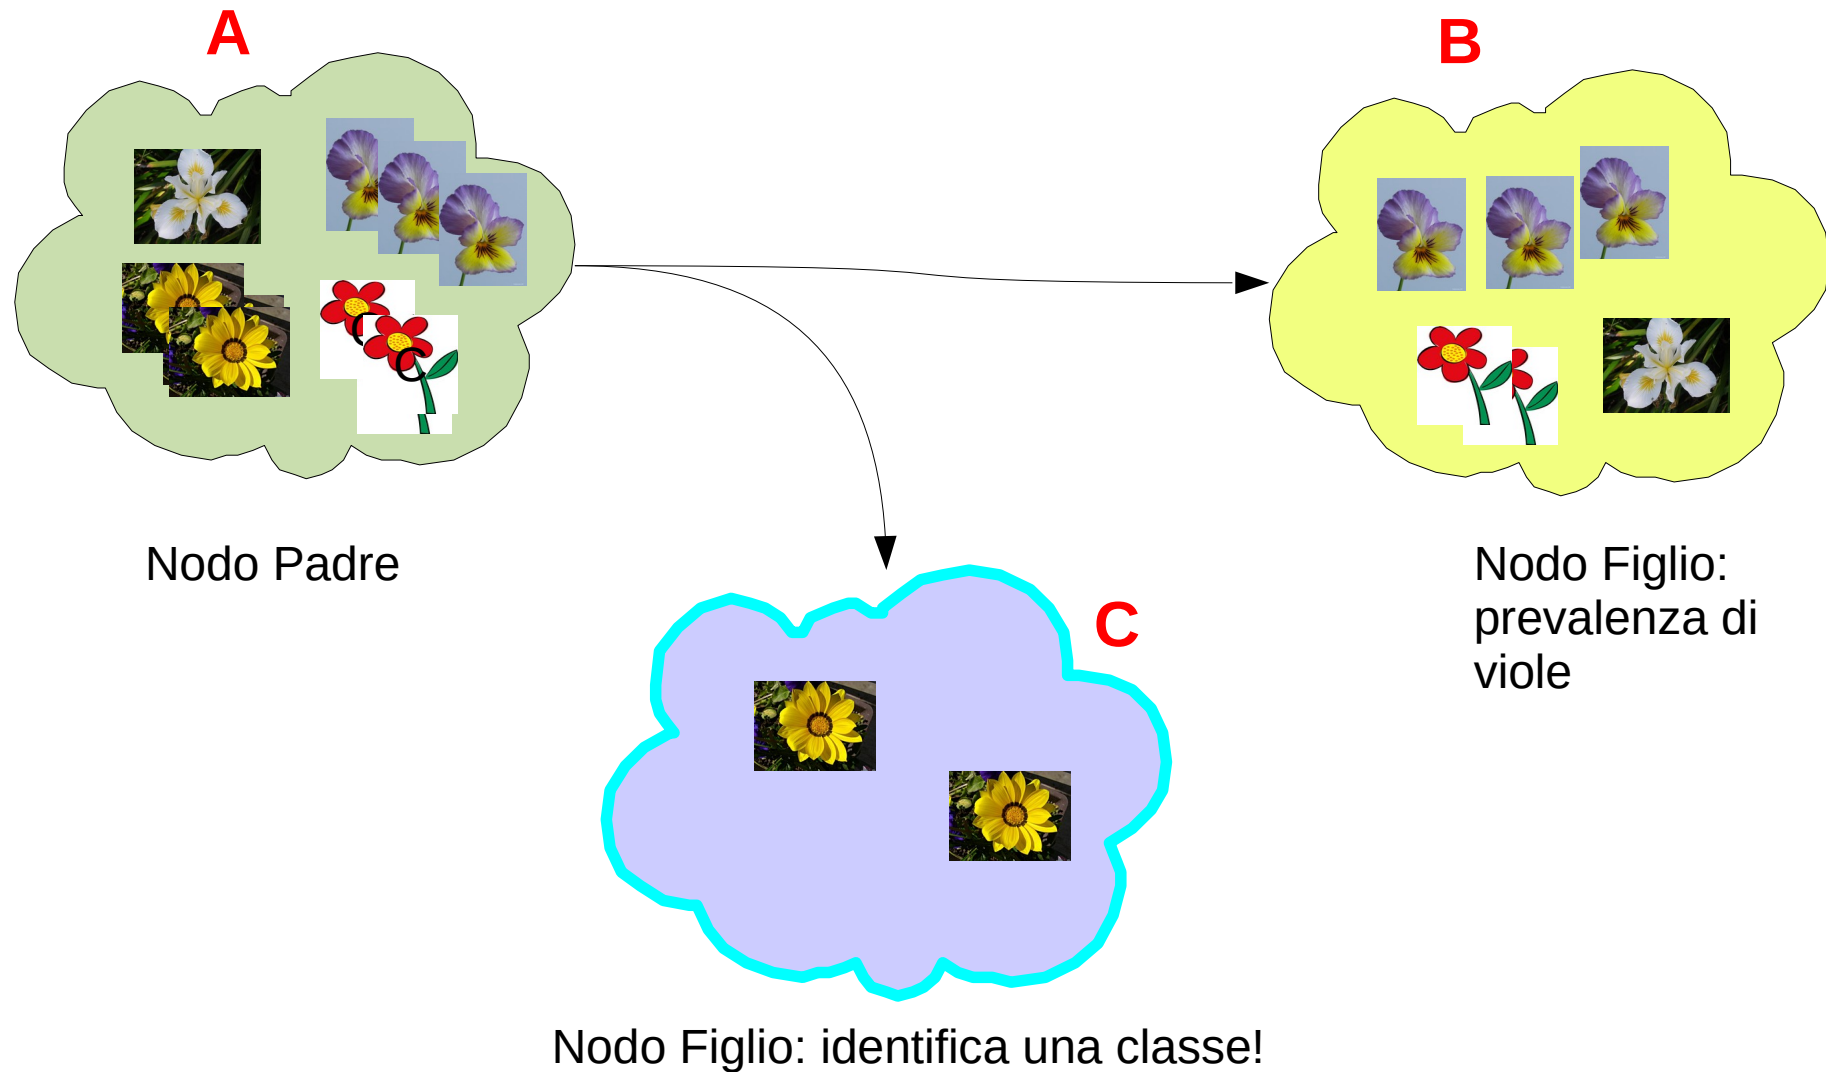 A
B
C
C
Nodo Padre
Nodo Figlio:
prevalenza di
viole
C
Nodo Figlio: identifica una classe!